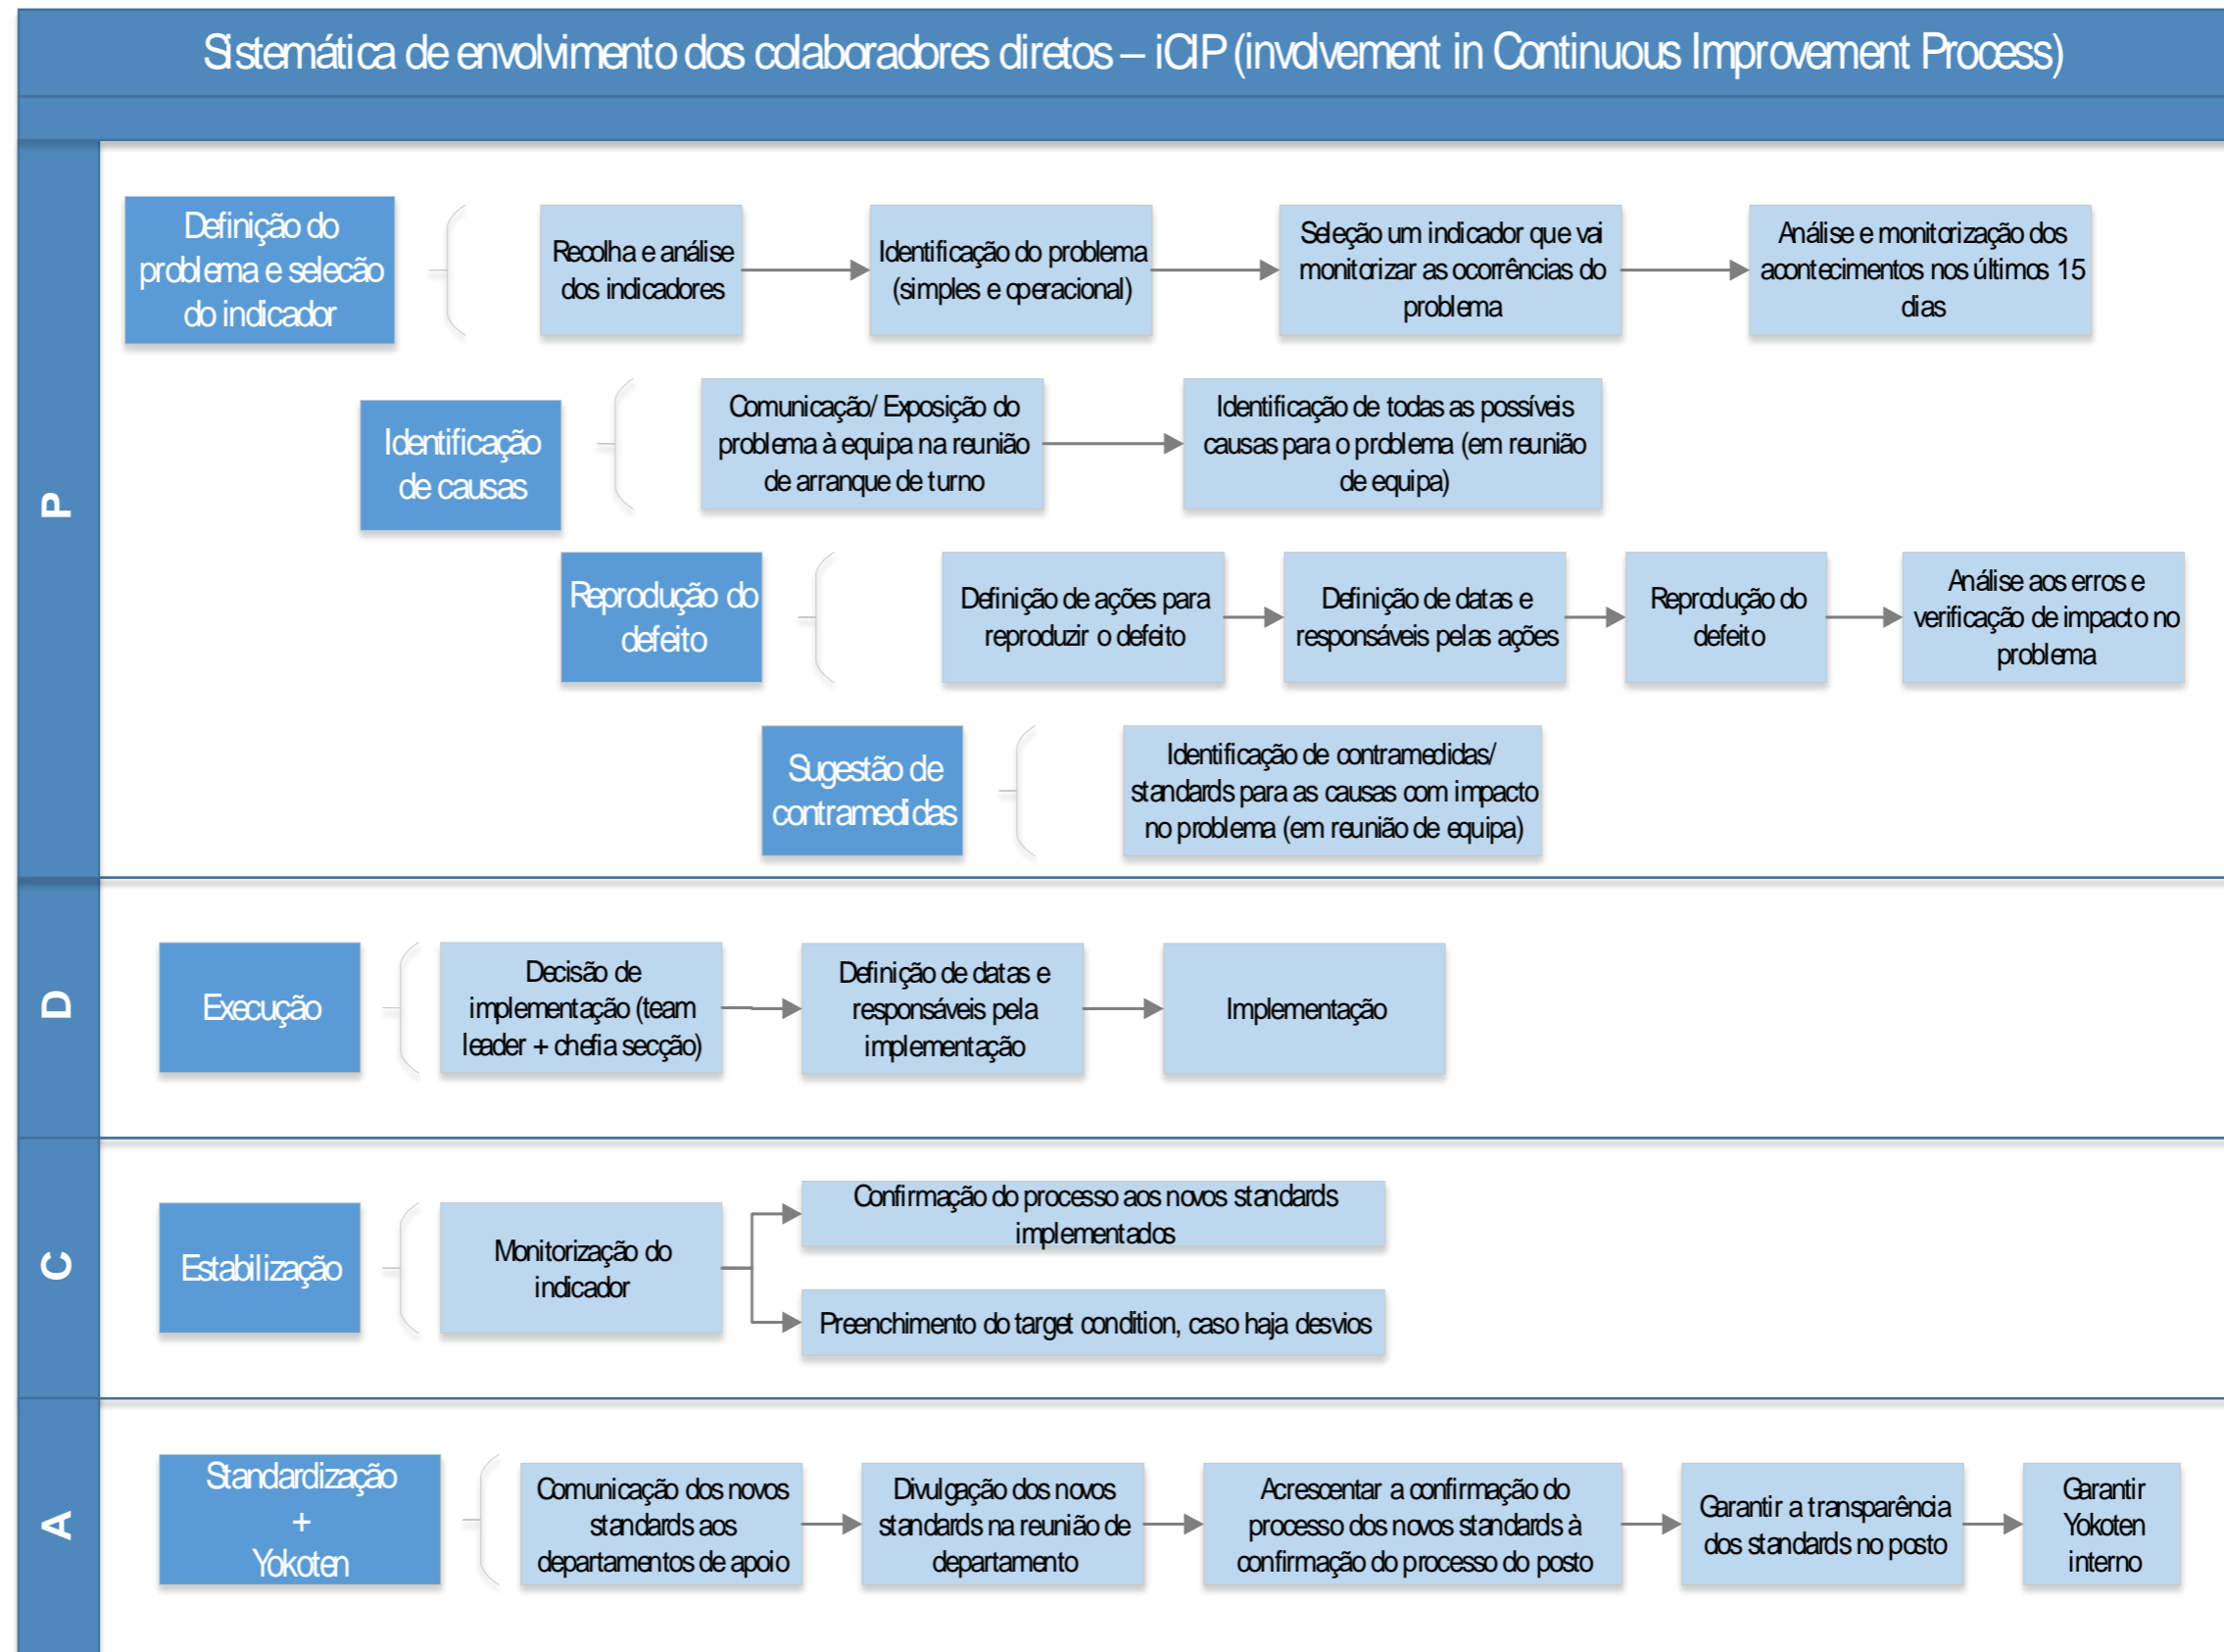 Sistemática de envolvimento dos colaboradores diretos – iCIP (involvement in Continuous Improvement Process)
P
Definição do
problema e selecão
do indicador
Recolha e análise
dos indicadores
Identificação do problema
(simples e operacional)
Seleção um indicador que vai
monitorizar as ocorrências do
problema
Análise e monitorização dos
acontecimentos nos últimos 15
dias
Identificação
de causas
Comunicação/ Exposição do
problema à equipa na reunião
de arranque de turno
Identificação de todas as possíveis
causas para o problema (em reunião
de equipa)
Reprodução do
defeito
Definição de ações para
reproduzir o defeito
Definição de datas e
responsáveis pelas ações
Reprodução do
defeito
Análise aos erros e
verificação de impacto no
problema
Sugestão de
contramedidas
Identificação de contramedidas/
standards para as causas com impacto
no problema (em reunião de equipa)
D
Execução
Decisão de
implementação (team
leader + chefia secção)
Definição de datas e
responsáveis pela
implementação
Implementação
C
Estabilização
Monitorização do
indicador
Confirmação do processo aos novos standards
implementados
Preenchimento do target condition, caso haja desvios
A
Standardização
+
Yokoten
Comunicação dos novos
standards aos
departamentos de apoio
Divulgação dos novos
standards na reunião de
departamento
Acrescentar a confirmação do
processo dos novos standards à
confirmação do processo do posto
Garantir a transparência
dos standards no posto
Garantir
Yokoten
interno